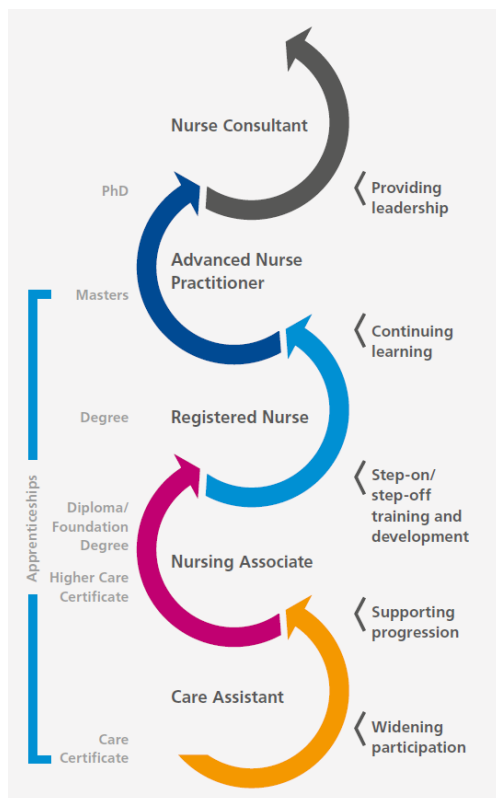 Nurse Consultant
PhD
Providing
leadership
Advanced Nurse
Practitioner
Masters
Continuing
learning
Degree
Registered Nurse
Apprenticeships
Step-on/
step-off
training and
development
Diploma/
Foundation
Degree
Nursing Associate
Higher Care
Certificate
Supporting
progression
Care Assistant
Care
Certificate
Widening
participation